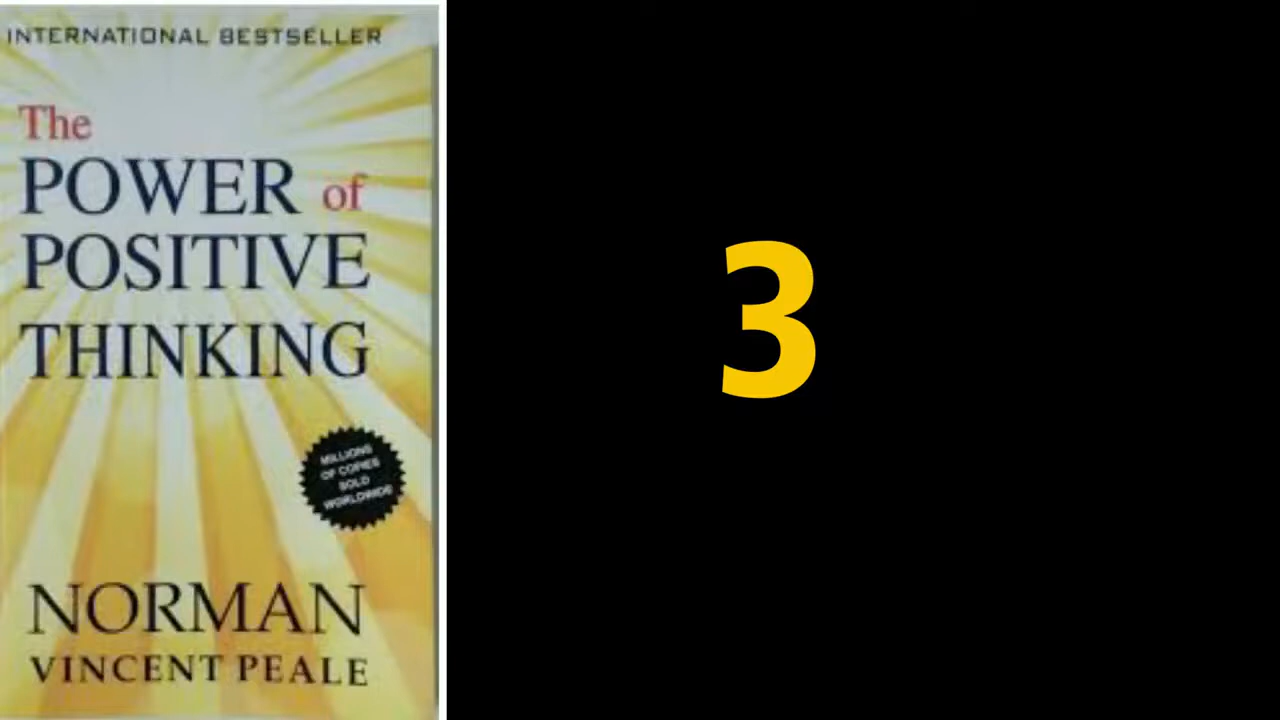 INTERNATIONAL BESTSELLER
The
POWER of
POSITIVE
THINKING
MILLIONS
OF COPIES
SOLD
WORLDWIDE
NORMAN
VINCENT PEALE
3